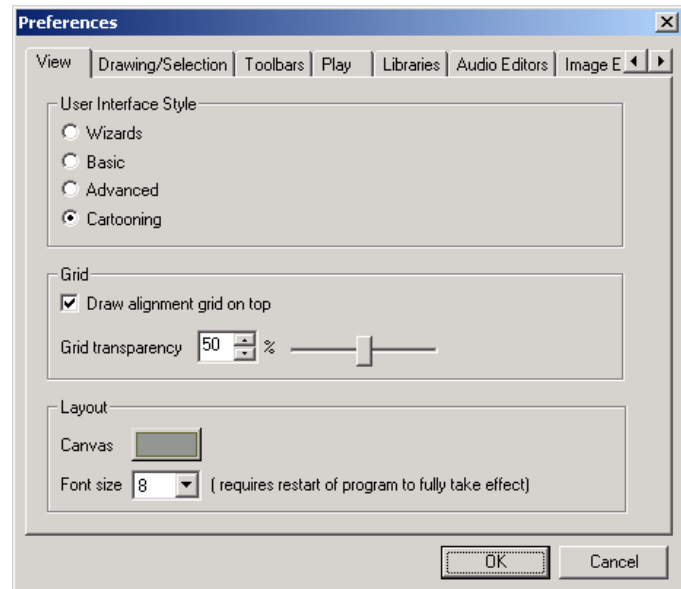 Preferences
View Drawing/Selection Toolbars Play Libraries Audio Editors Image E
User Interface Style
Wizards
Basic
Advanced
Cartooning
Grid
Draw alignment grid on top
Grid transparency 50 %
Layout
Canvas
Font size 8 ( requires restart of program to fully take effect)
OK Cancel